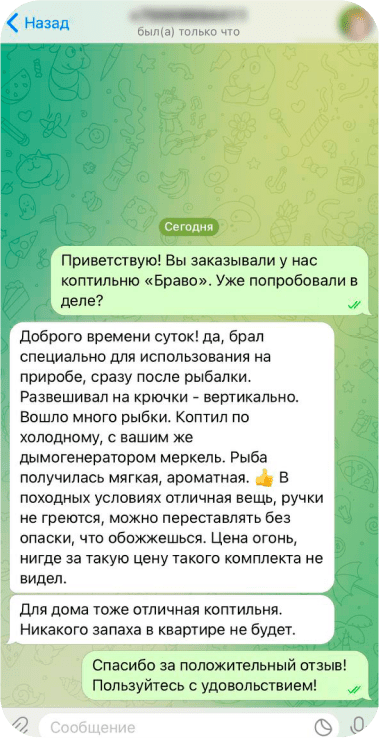 Назад
был(а) только что
Сегодня
Приветствую! Вы заказывали у нас
коптильню «Браво». Уже попробовали в
деле?
Доброго времени суток! да, брал
специально для использования на
приробе, сразу после рыбалки.
Развешивал на крючки - вертикально.
Вошло много рыбки. Коптил по
холодному, с вашим же
дымогенератором меркель. Рыба
получилась мягкая, ароматная. 👍 В
походных условиях отличная вещь, ручки
не греются, можно переставлять без
опаски, что обожжешься. Цена огонь,
нигде за такую цену такого комплекта не
видел.
Для дома тоже отличная коптильня.
Никакого запаха в квартире не будет.
Спасибо за положительный отзыв!
Пользуйтесь с удовольствием!
Сообщение